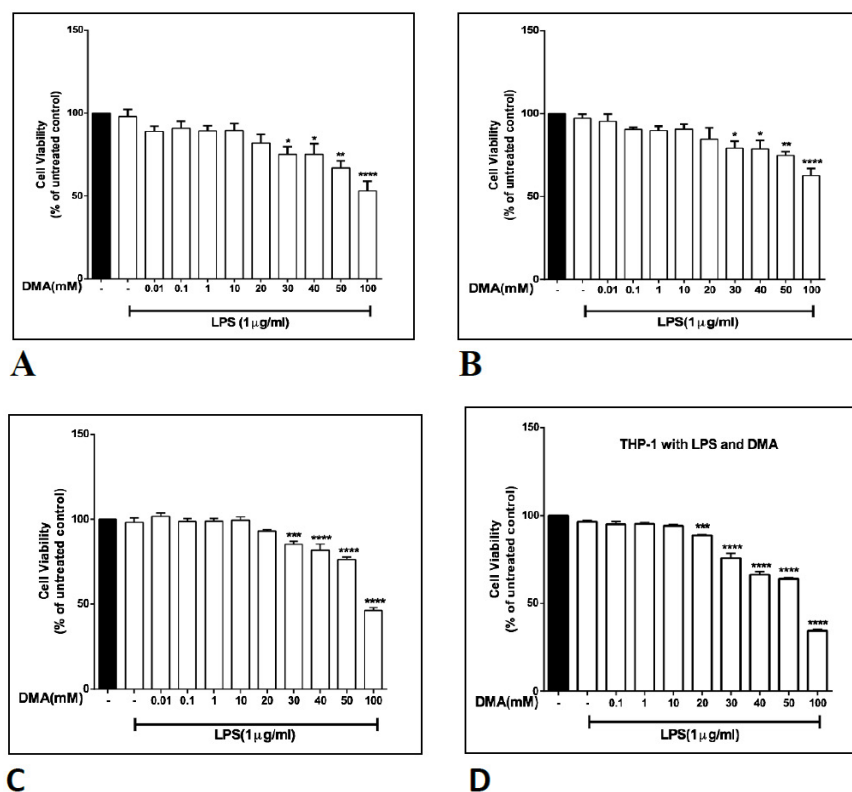 150
100
50
0
Cell Viability
(% of untreated control)
* * ** ****
DMA(mM) - - 0.01 0.1 1 10 20 30 40 50 100
LPS (1µg/ml)
A
150
100
50
0
Cell Viability
(% of untreated control)
* * ** ****
DMA(mM) - - 0.01 0.1 1 10 20 30 40 50 100
LPS(1µg/ml)
B
150
100
50
0
Cell Viability
(% of untreated control)
*** **** **** ****
DMA(mM) - - 0.01 0.1 1 10 20 30 40 50 100
LPS(1µg/ml)
C
THP-1 with LPS and DMA
150
100
50
0
Cell Viability
(% of untreated control)
*** **** **** **** ****
DMA(mM) - - 0.1 1 10 20 30 40 50 100
LPS(1µg/ml)
D